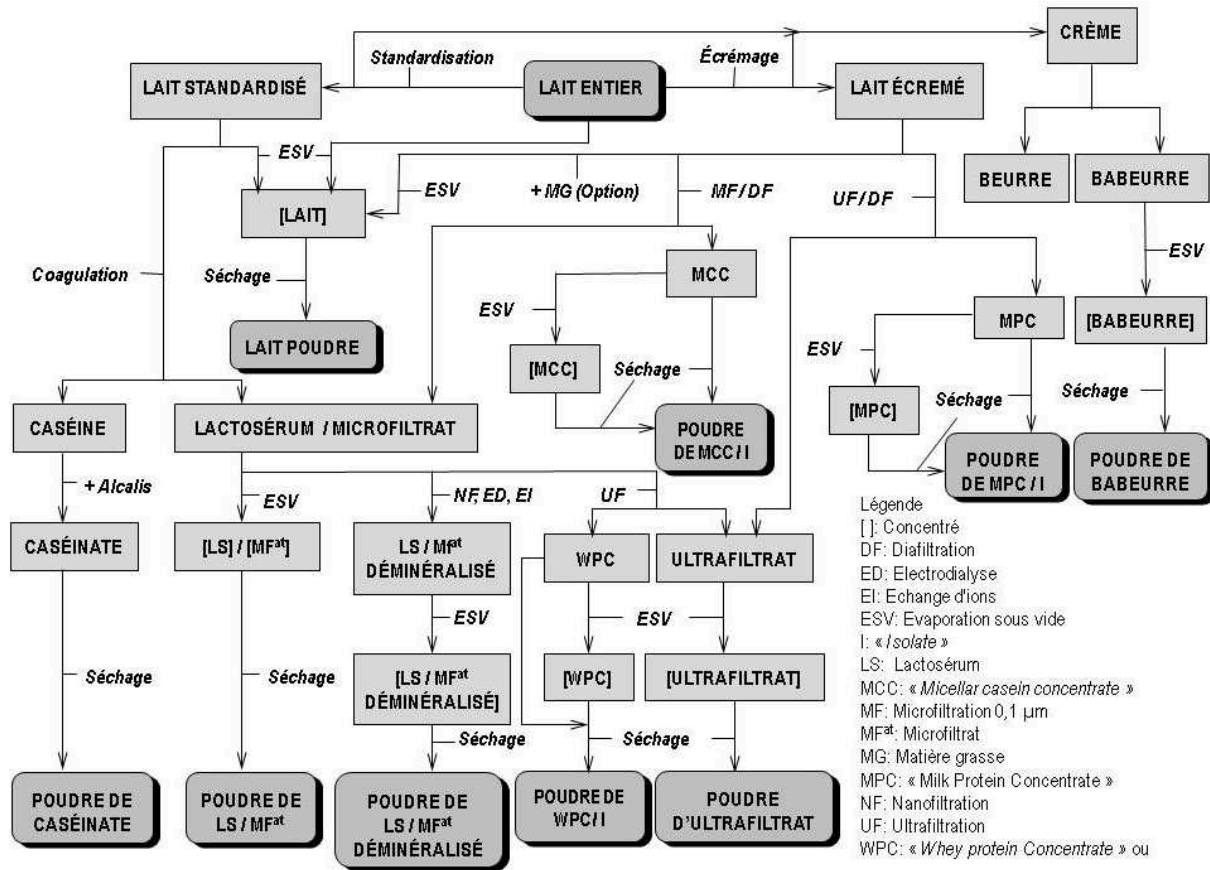 CRÈME
Standardisation
Écrémage
LAIT STANDARDISÉ
LAIT ENTIER
LAIT ÉCREMÉ
ESV
ESV
+ MG (Option)
MF / DF
UF / DF
BEURRE
BABEURRE
[LAIT]
Coagulation
Séchage
MCC
ESV
ESV
MPC
[BABEURRE]
LAIT POUDRE
[MCC]
Séchage
ESV
[MPC]
Séchage
Séchage
CASÉINE
LACTOSÉRUM / MICROFILTRAT
POUDRE
DE MCC / I
POUDRE
DE MPC / I
POUDRE DE
BABEURRE
+ Alcalis
ESV
NF, ED, EI
UF
CASÉINATE
[LS] / [MFat]
LS / MFat
DÉMINÉRALISÉ
WPC
ULTRAFILTRAT
ESV
ESV
Séchage
Séchage
[LS / MFat
DÉMINÉRALISÉ]
[WPC]
[ULTRAFILTRAT]
Séchage
Séchage
POUDRE DE
CASÉINATE
POUDRE DE
LS / MFat
POUDRE DE
LS / MFat
DÉMINÉRALISÉ
POUDRE DE
WPC / I
POUDRE
D'ULTRAFILTRAT
Légende
[ ]: Concentré
DF: Diafiltration
ED: Electrodialyse
EI: Echange d'ions
ESV: Evaporation sous vide
I: « Isolate »
LS: Lactosérum
MCC: « Micellar casein concentrate »
MF: Microfiltration 0,1 µm
MFat: Microfiltrat
MG: Matière grasse
MPC: « Milk Protein Concentrate »
NF: Nanofiltration
UF: Ultrafiltration
WPC: « Whey protein Concentrate » ou